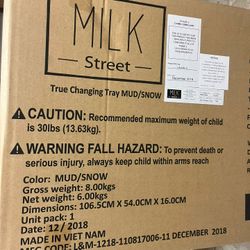 MILK
Street
True Changing Tray MUD/SNOW
CAUTION: Recommended maximum weight of child
is 30lbs (13.63kg)
WARNING FALL HAZARD: To prevent death or
serious injury, always keep child within arms reach
Color: MUD/SNOW
Gross weight: 8.00kgs
Net weight: 6.00kgs
Dimensions: 106.5CM X 54.0CM X 16.0CM
Unit pack: 1
Date: 12 / 2018
MADE IN VIET NAM
MFG CODE: L&M-1218-110817006-11 DECEMBER 2018